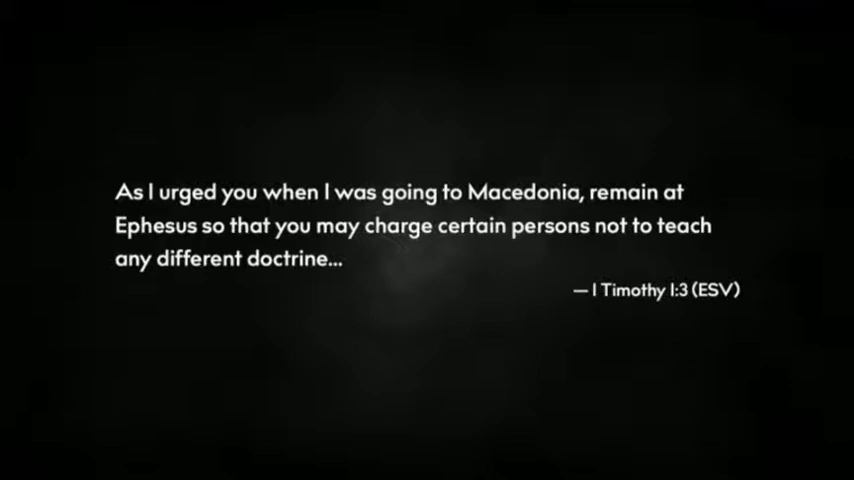 As I urged you when I was going to Macedonia, remain at
Ephesus so that you may charge certain persons not to teach
any different doctrine...
— 1 Timothy 1:3 (ESV)